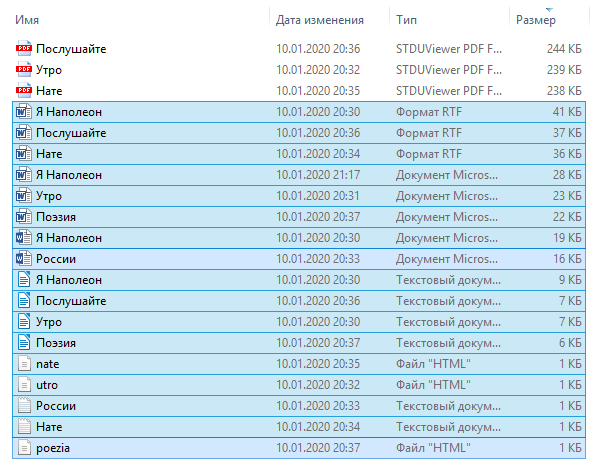 Имя Дата изменения Тип Размер
Послушайте 10.01.2020 20:36 STDUViewer PDF F... 244 КБ
Утро 10.01.2020 20:32 STDUViewer PDF F... 239 КБ
Нате 10.01.2020 20:35 STDUViewer PDF F... 238 КБ
Я Наполеон 10.01.2020 20:30 Формат RTF 41 КБ
Послушайте 10.01.2020 20:36 Формат RTF 37 КБ
Нате 10.01.2020 20:34 Формат RTF 36 КБ
Я Наполеон 10.01.2020 21:17 Документ Micros... 28 КБ
Утро 10.01.2020 20:31 Документ Micros... 23 КБ
Поэзия 10.01.2020 20:37 Документ Micros... 22 КБ
Я Наполеон 10.01.2020 20:30 Документ Micros... 19 КБ
России 10.01.2020 20:33 Документ Micros... 16 КБ
Я Наполеон 10.01.2020 20:30 Текстовый докум... 9 КБ
Послушайте 10.01.2020 20:36 Текстовый докум... 7 КБ
Утро 10.01.2020 20:30 Текстовый докум... 7 КБ
Поэзия 10.01.2020 20:37 Текстовый докум... 6 КБ
nate 10.01.2020 20:35 Файл "HTML" 1 КБ
utro 10.01.2020 20:32 Файл "HTML" 1 КБ
России 10.01.2020 20:33 Текстовый докум... 1 КБ
Нате 10.01.2020 20:34 Текстовый докум... 1 КБ
poezia 10.01.2020 20:37 Файл "HTML" 1 КБ